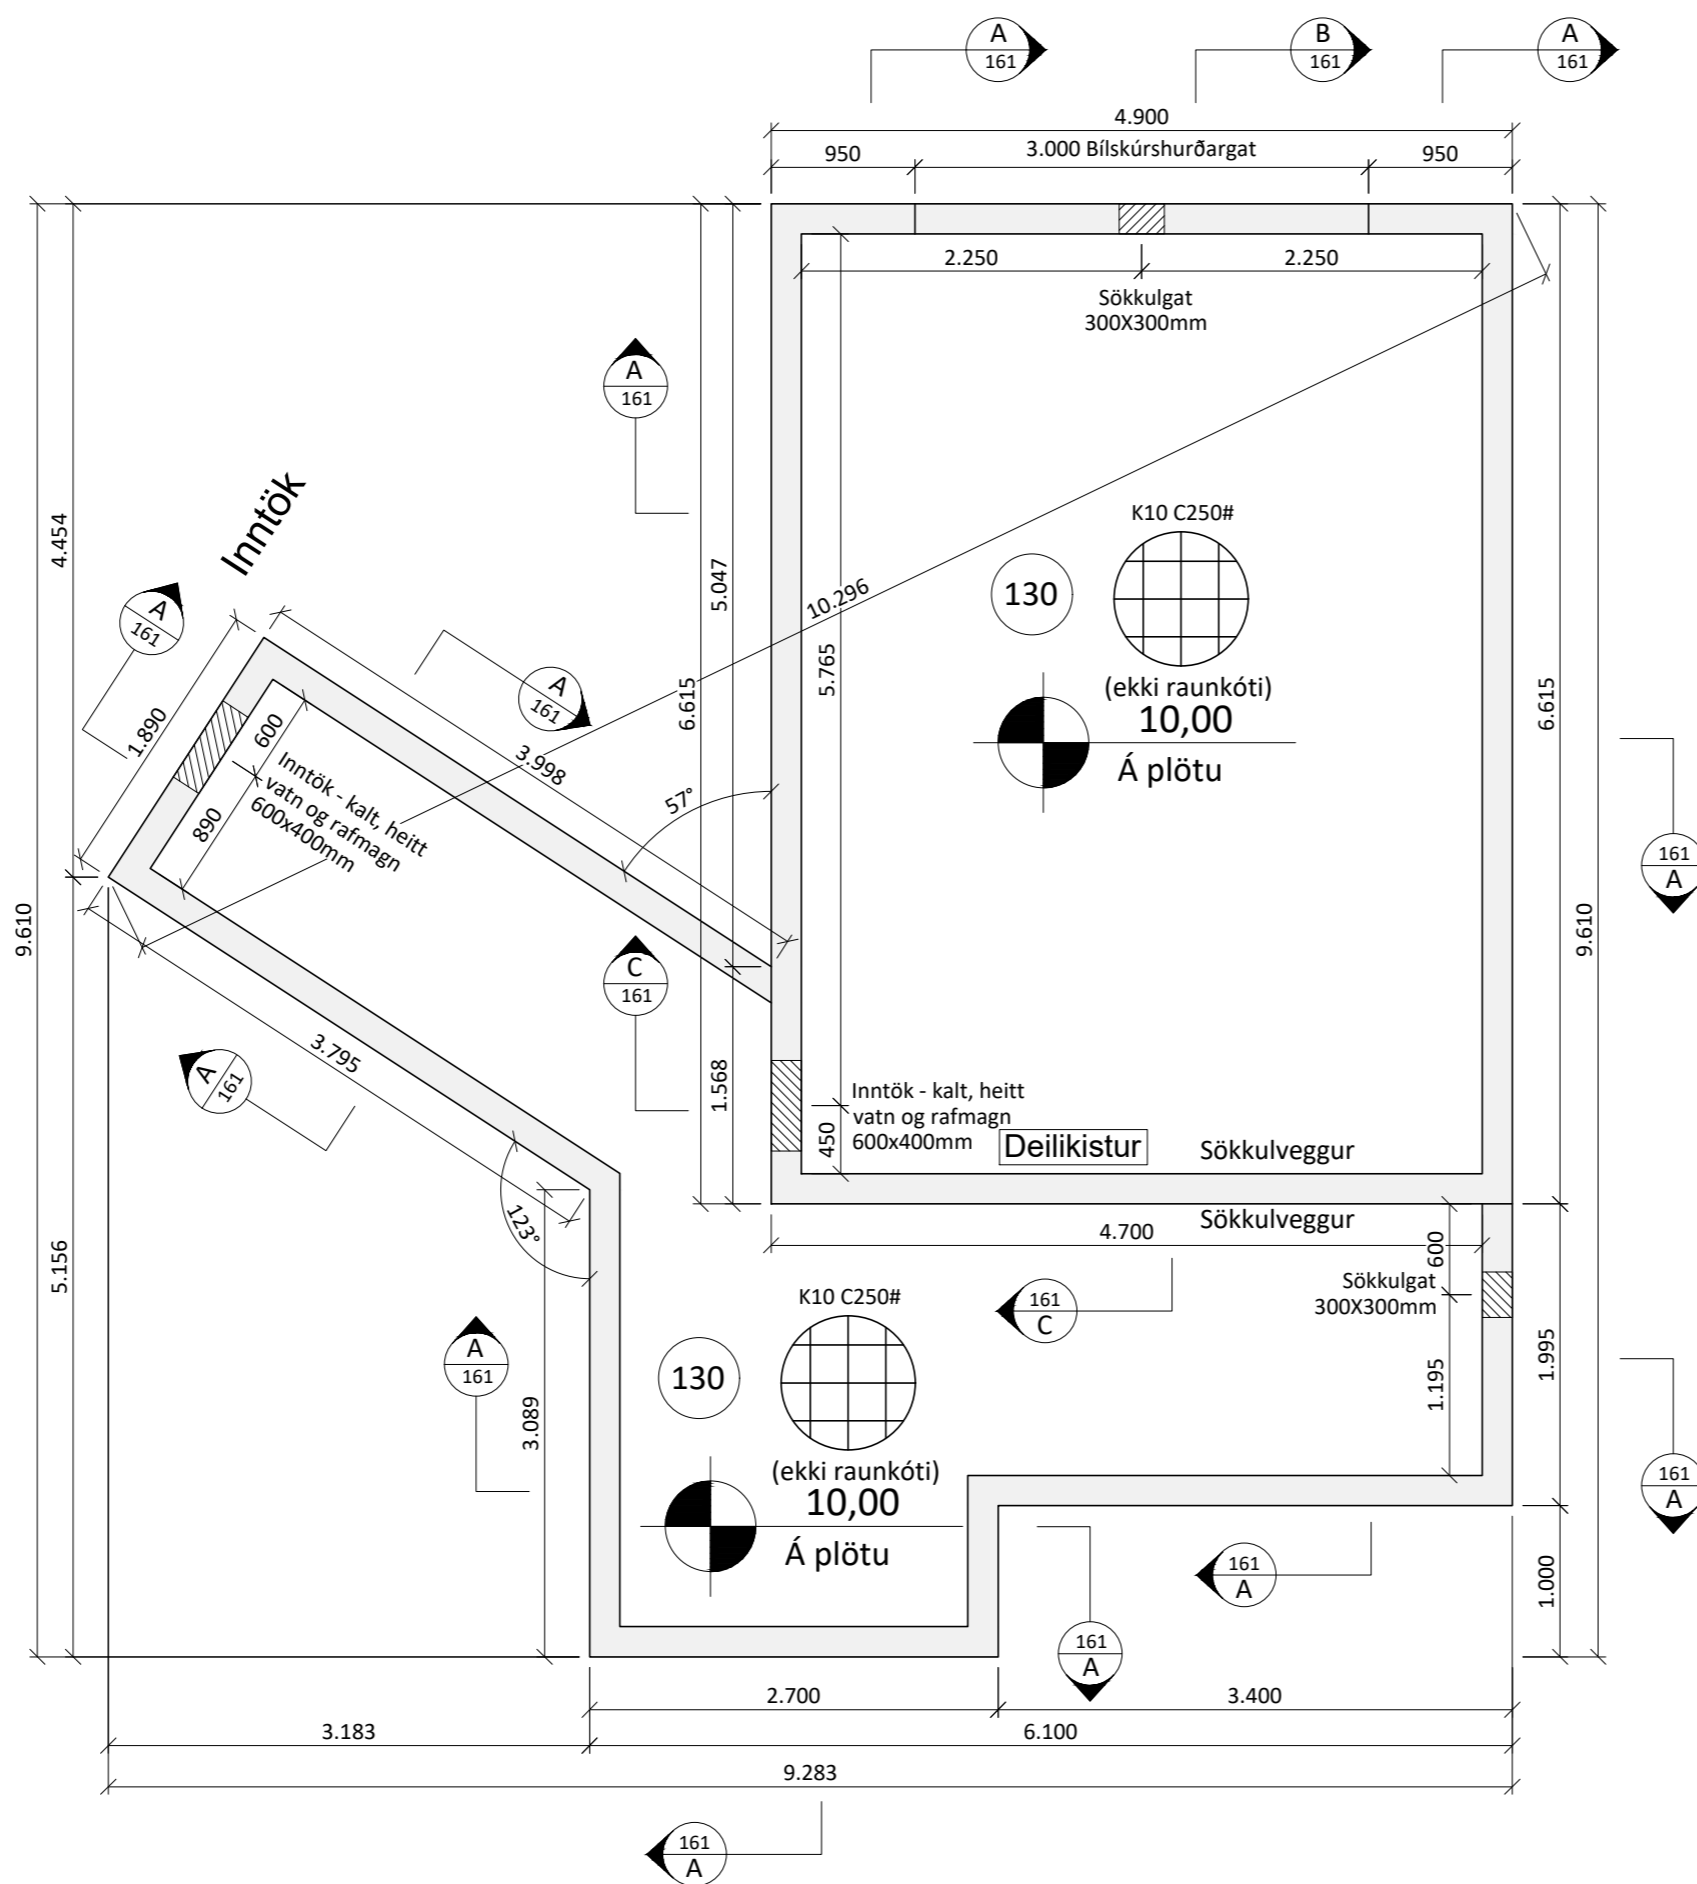 A
161
B
161
A
161
4.900
950
3.000 Bílskúrshurðargat
950
2.250
2.250
Sökkulgat
300X300mm
A
161
4.454
Inntök
K10 C250#
130
10.296
5.047
5.765
6.615
6.615
(ekki raunkóti)
10,00
Á plötu
A
161
A
161
1.890
600
3.998
57°
Inntök - kalt, heitt
vatn og rafmagn
600x400mm
890
161
A
9.610
9.610
C
161
3.795
A
161
1.568
Inntök - kalt, heitt
vatn og rafmagn
600x400mm
450
Deilikistur
Sökkulveggur
Sökkulveggur
4.700
600
123°
5.156
Sökkulgat
300X300mm
161
C
K10 C250#
130
A
161
3.089
1.195
1.995
(ekki raunkóti)
10,00
Á plötu
161
A
161
A
1.000
161
A
2.700
3.400
3.183
6.100
9.283
161
A